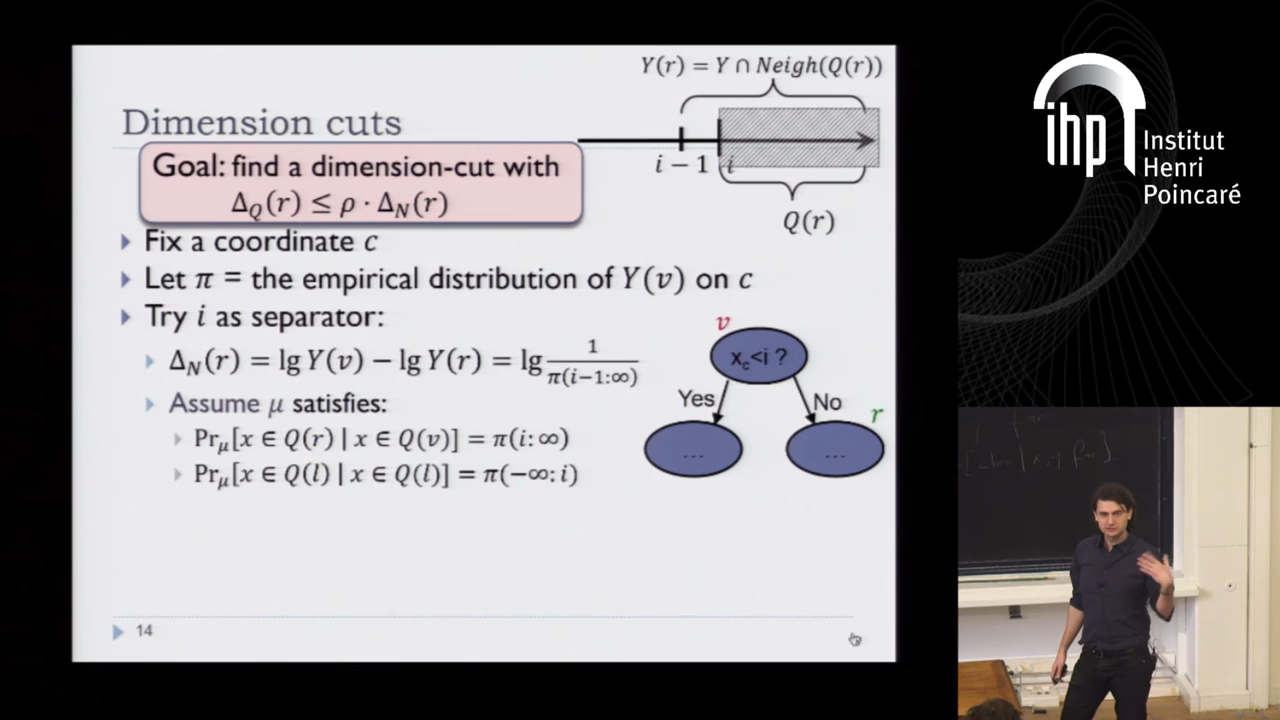 Dimension cuts
Y(r) = Y ∩ Neigh(Q(r))
i − 1
i
Q(r)
Goal: find a dimension-cut with
Δ_Q(r) ≤ ρ · Δ_N(r)
Fix a coordinate c
Let π = the empirical distribution of Y(v) on c
Try i as separator:
Δ_N(r) = lg Y(v) − lg Y(r) = lg 1/π(i−1:∞)
Assume μ satisfies:
Pr_μ[x ∈ Q(r) | x ∈ Q(v)] = π(i: ∞)
Pr_μ[x ∈ Q(l) | x ∈ Q(l)] = π(−∞: i)
v
x_c<i ?
Yes
No
r
...
...
14
ihp
Institut
Henri
Poincaré